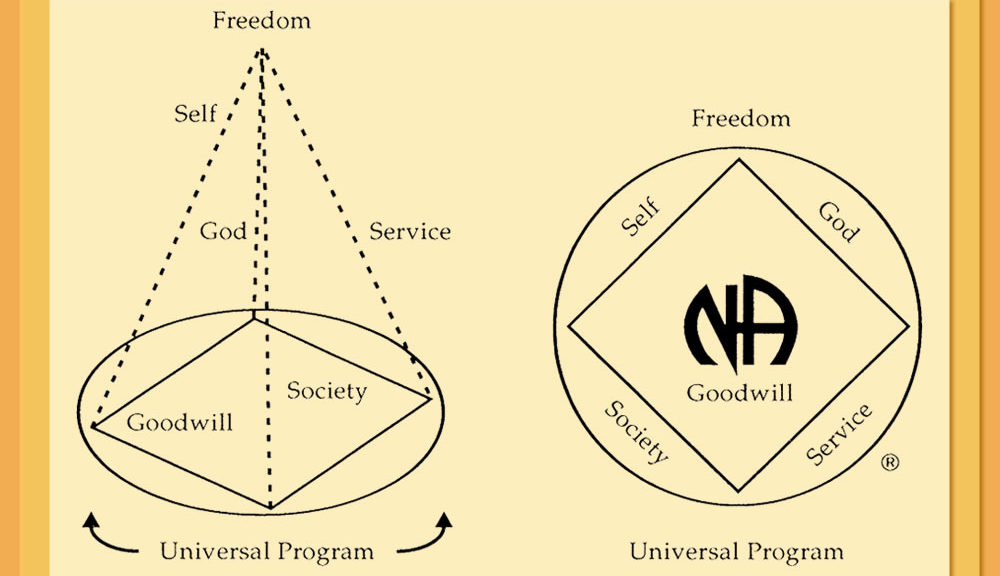 Freedom
Self
God
Service
Society
Goodwill
Universal Program
Freedom
Self
God
NA
Goodwill
Society
Service
®
Universal Program